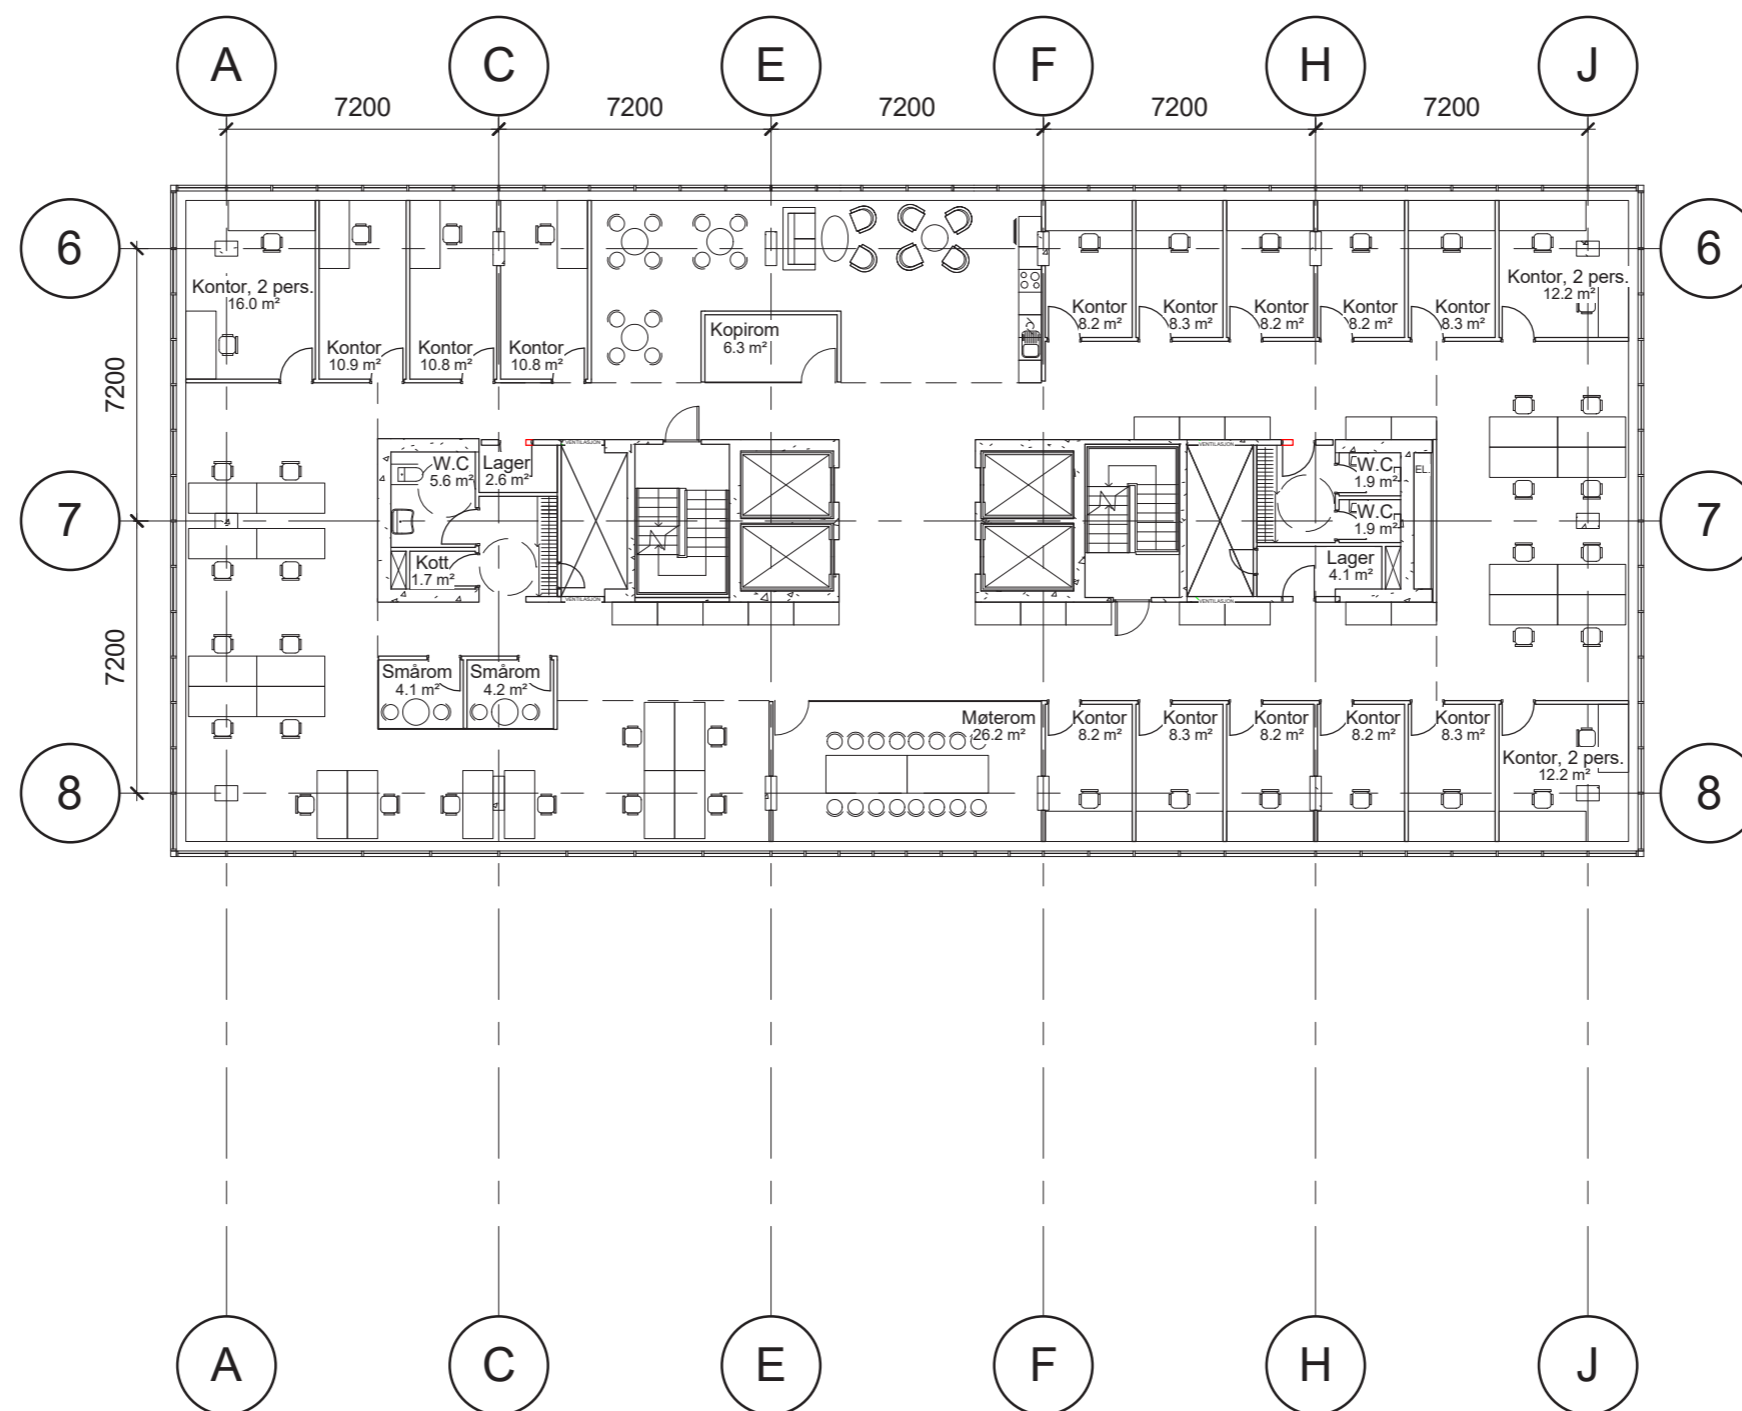 A C E F H J
7200 7200 7200 7200 7200
6 6
Kontor, 2 pers.
16.0 m²
Kontor
10.9 m²
Kontor
10.8 m²
Kontor
10.8 m²
Kopirom
6.3 m²
Kontor
8.2 m²
Kontor
8.3 m²
Kontor
8.2 m²
Kontor
8.2 m²
Kontor
8.3 m²
Kontor, 2 pers.
12.2 m²
7200
W.C
5.6 m²
Lager
2.6 m²
VENTILASJON
VENTILASJON
W.C
1.9 m²
EL.
7 7
W.C
1.9 m²
Kott
1.7 m²
Lager
4.1 m²
VENTILASJON
VENTILASJON
7200
Smårom
4.1 m²
Smårom
4.2 m²
Møterom
26.2 m²
Kontor
8.2 m²
Kontor
8.3 m²
Kontor
8.2 m²
Kontor
8.2 m²
Kontor
8.3 m²
Kontor, 2 pers.
12.2 m²
8 8
A C E F H J